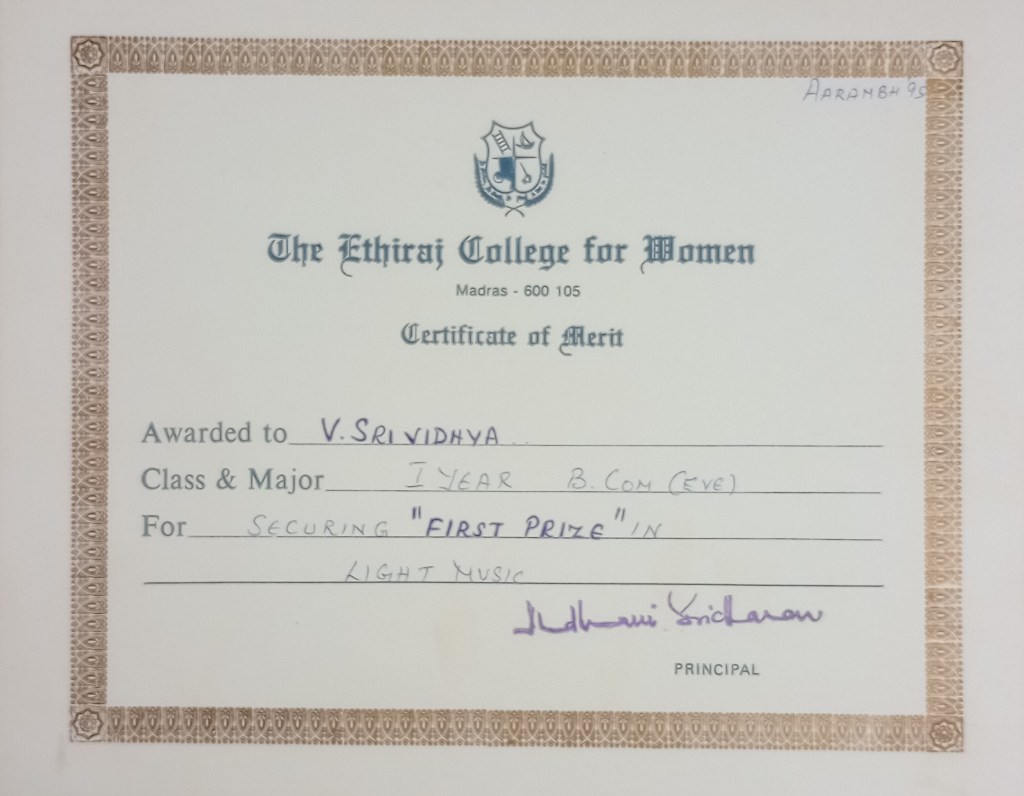 AARAMBH '95
The Ethiraj College for Women
Madras - 600 105
Certificate of Merit
Awarded to V. SRIVIDHYA
Class & Major I YEAR B. COM (EVE)
For SECURING "FIRST PRIZE" IN
LIGHT MUSIC
PRINCIPAL